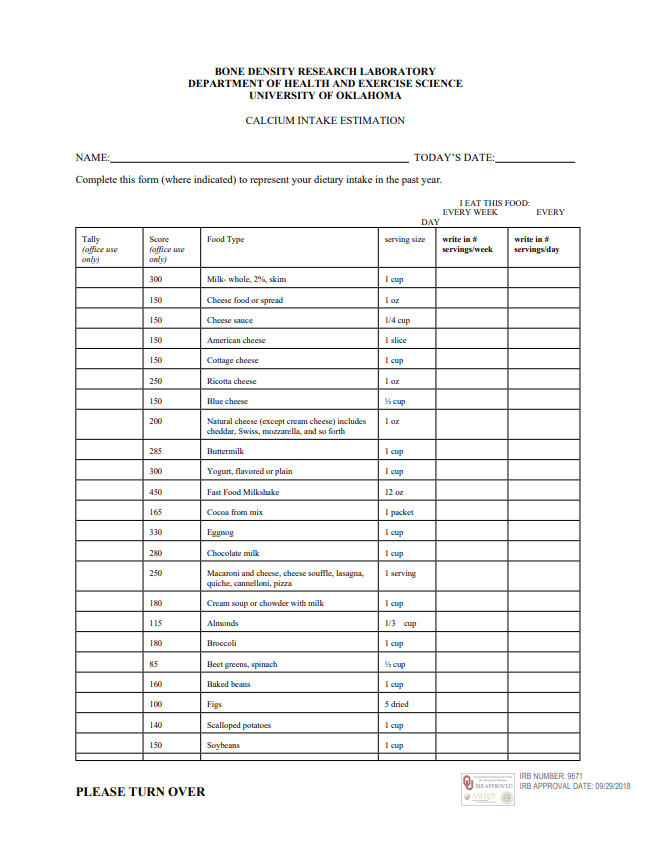 BONE DENSITY RESEARCH LABORATORY
DEPARTMENT OF HEALTH AND EXERCISE SCIENCE
UNIVERSITY OF OKLAHOMA
CALCIUM INTAKE ESTIMATION
NAME: TODAY'S DATE:
Complete this form (where indicated) to represent your dietary intake in the past year.
I EAT THIS FOOD:
EVERY WEEK EVERY
DAY
Tally Score Food Type serving size write in # write in #
(office use (office use servings/week servings/day
only) only)
300 Milk- whole, 2%, skim 1 cup
150 Cheese food or spread 1 oz
150 Cheese sauce 1/4 cup
150 American cheese 1 slice
150 Cottage cheese 1 cup
250 Ricotta cheese 1 oz
150 Blue cheese ½ cup
200 Natural cheese (except cream cheese) includes 1 oz
cheddar, Swiss, mozzarella, and so forth
285 Buttermilk 1 cup
300 Yogurt, flavored or plain 1 cup
450 Fast Food Milkshake 12 oz
165 Cocoa from mix 1 packet
330 Eggnog 1 cup
280 Chocolate milk 1 cup
250 Macaroni and cheese, cheese souffle, lasagna, 1 serving
quiche, cannelloni, pizza
180 Cream soup or chowder with milk 1 cup
115 Almonds 1/3 cup
180 Broccoli 1 cup
85 Beet greens, spinach ½ cup
160 Baked beans 1 cup
100 Figs 5 dried
140 Scalloped potatoes 1 cup
150 Soybeans 1 cup
PLEASE TURN OVER
IRB APPROVED
IRB NUMBER: 9671
IRB APPROVAL DATE: 09/29/2018